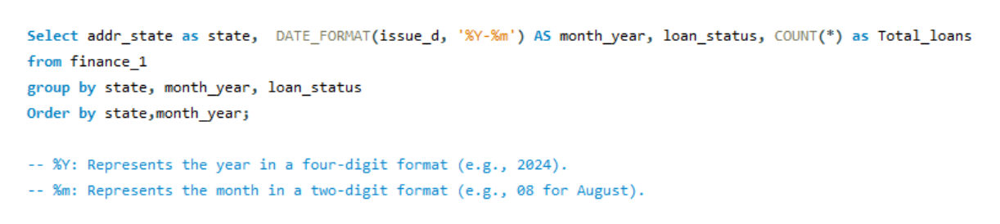 Select addr_state as state,  DATE_FORMAT(issue_d, '%Y-%m') AS month_year, loan_status, COUNT(*) as Total_loans
from finance_1
group by state, month_year, loan_status
Order by state,month_year;
-- %Y: Represents the year in a four-digit format (e.g., 2024).
-- %m: Represents the month in a two-digit format (e.g., 08 for August).